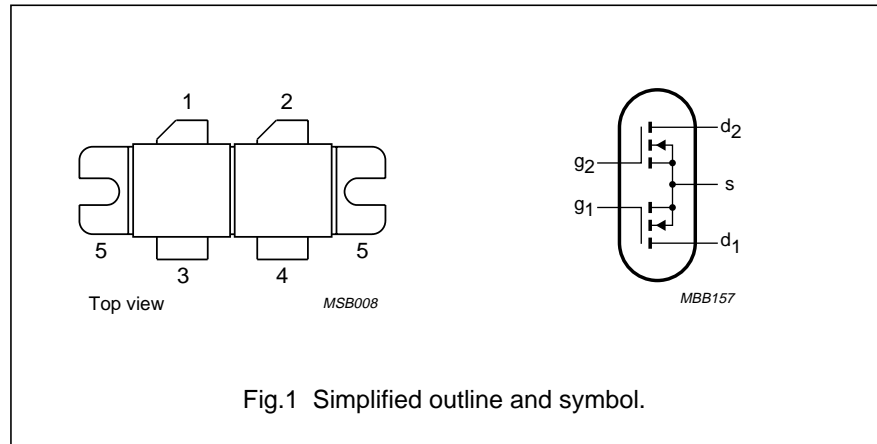 1 2
5 5
3 4
Top view MSB008
d2
g2
s
g1
d1
MBB157
Fig.1 Simplified outline and symbol.